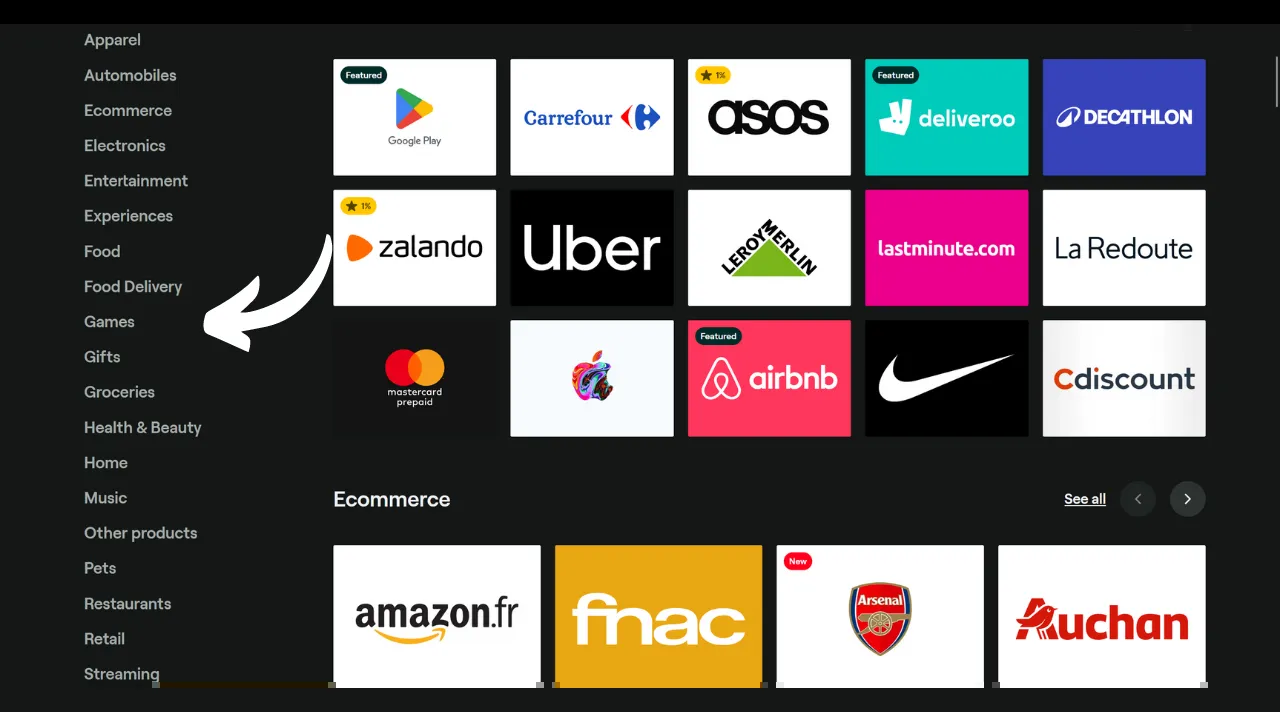 Apparel
Automobiles
Ecommerce
Electronics
Entertainment
Experiences
Food
Food Delivery
Games
Gifts
Groceries
Health & Beauty
Home
Music
Other products
Pets
Restaurants
Retail
Streaming
Featured
Google Play
Carrefour
1%
asos
Featured
deliveroo
DECATHLON
1%
zalando
Uber
LEROY MERLIN
lastminute.com
La Redoute
mastercard
prepaid
Featured
airbnb
Cdiscount
Ecommerce
See all
amazon.fr
fnac
New
Arsenal
Auchan